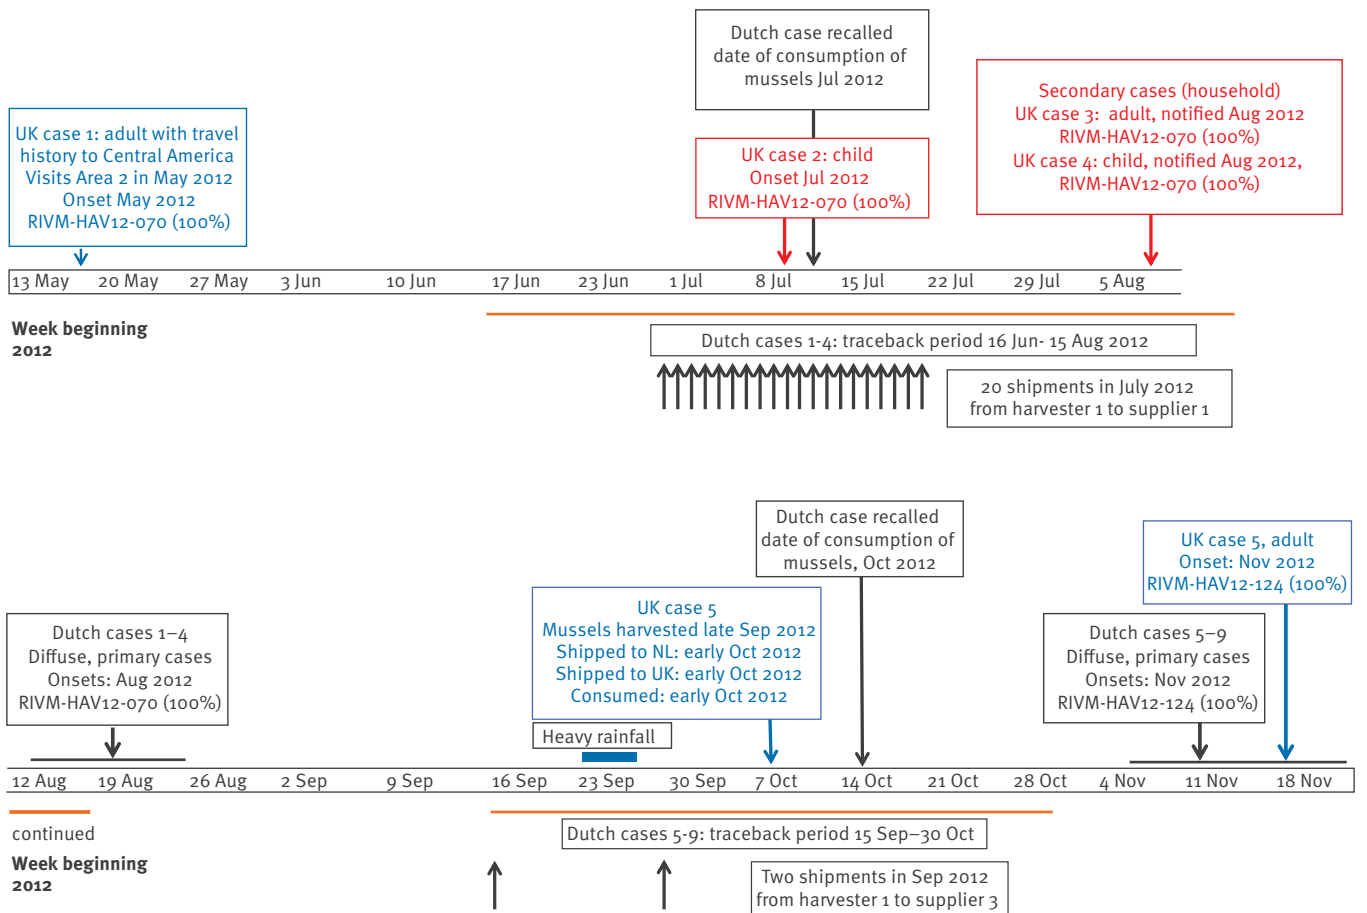 Dutch case recalled
date of consumption of
mussels Jul 2012
Secondary cases (household)
UK case 3: adult, notified Aug 2012
RIVM-HAV12-070 (100%)
UK case 4: child, notified Aug 2012,
RIVM-HAV12-070 (100%)
UK case 1: adult with travel
history to Central America
Visits Area 2 in May 2012
Onset May 2012
RIVM-HAV12-070 (100%)
UK case 2: child
Onset Jul 2012
RIVM-HAV12-070 (100%)
13 May 20 May 27 May 3 Jun 10 Jun 17 Jun 23 Jun 1 Jul 8 Jul 15 Jul 22 Jul 29 Jul 5 Aug
Week beginning
2012
Dutch cases 1-4: traceback period 16 Jun- 15 Aug 2012
20 shipments in July 2012
from harvester 1 to supplier 1
Dutch case recalled
date of consumption of
mussels, Oct 2012
UK case 5, adult
Onset: Nov 2012
RIVM-HAV12-124 (100%)
UK case 5
Mussels harvested late Sep 2012
Shipped to NL: early Oct 2012
Shipped to UK: early Oct 2012
Consumed: early Oct 2012
Dutch cases 1–4
Diffuse, primary cases
Onsets: Aug 2012
RIVM-HAV12-070 (100%)
Dutch cases 5–9
Diffuse, primary cases
Onsets: Nov 2012
RIVM-HAV12-124 (100%)
Heavy rainfall
12 Aug 19 Aug 26 Aug 2 Sep 9 Sep 16 Sep 23 Sep 30 Sep 7 Oct 14 Oct 21 Oct 28 Oct 4 Nov 11 Nov 18 Nov
continued
Week beginning
2012
Dutch cases 5-9: traceback period 15 Sep–30 Oct
Two shipments in Sep 2012
from harvester 1 to supplier 3